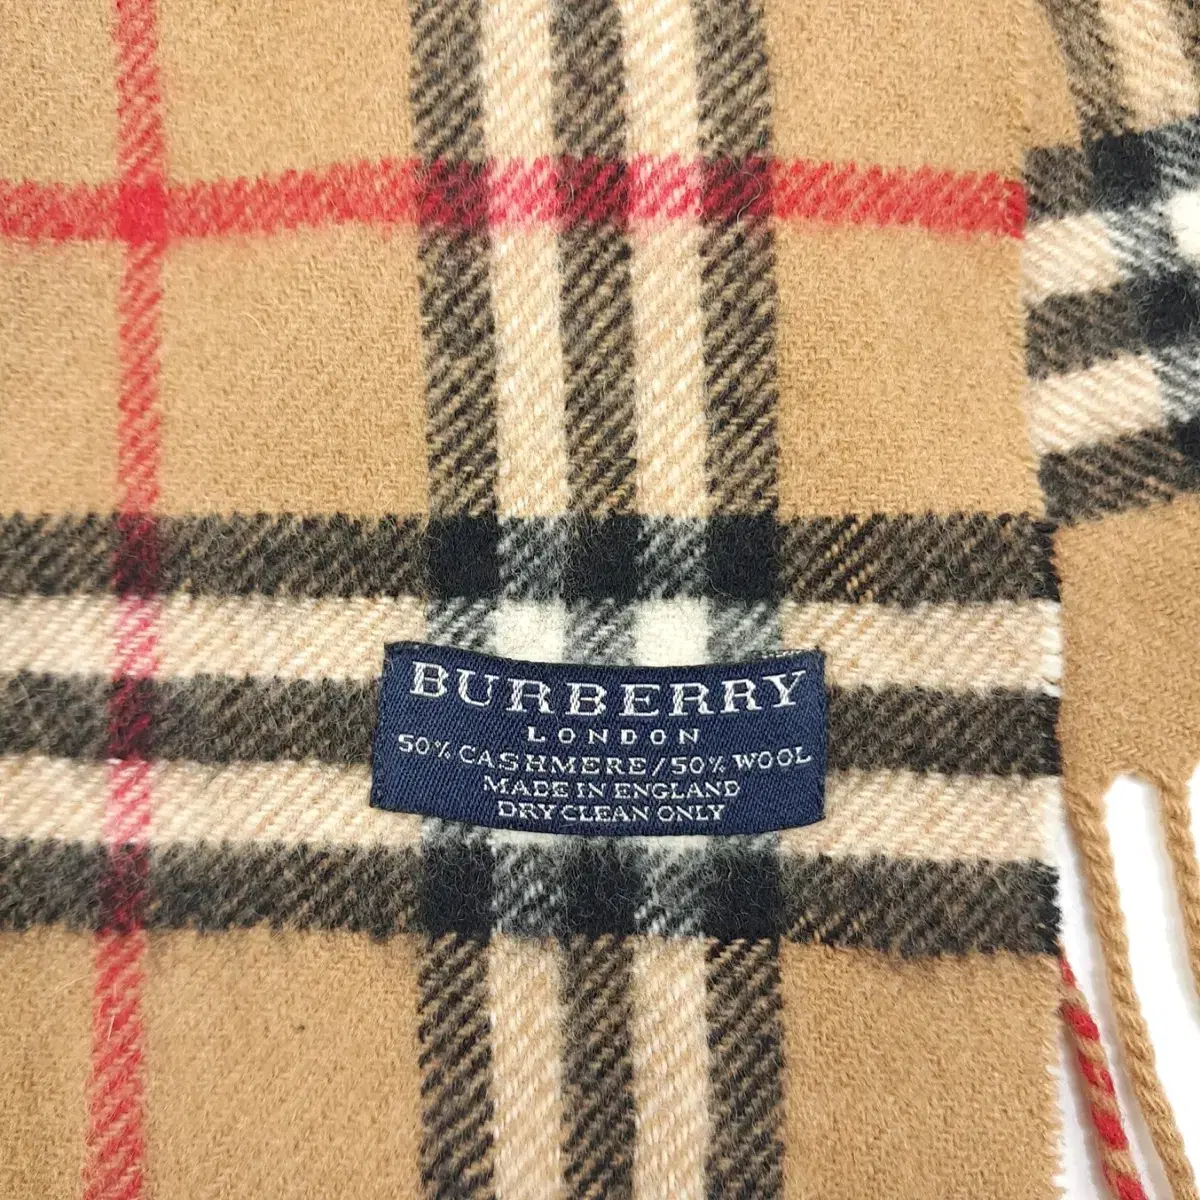 BURBERRY
LONDON
50% CASHMERE/50% WOOL
MADE IN ENGLAND
DRY CLEAN ONLY